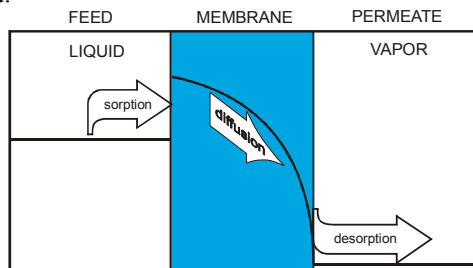 FEED
MEMBRANE
PERMEATE
LIQUID
VAPOR
sorption
diffusion
desorption